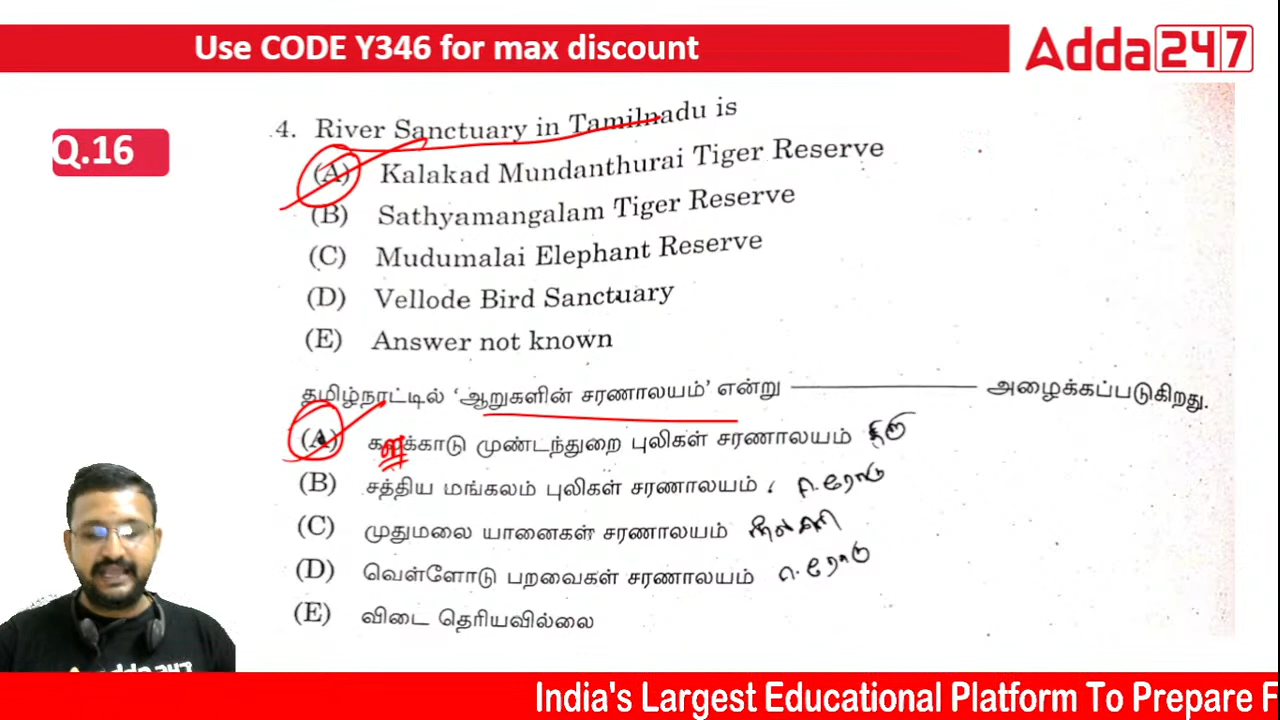 Use CODE Y346 for max discount
Adda247
Q.16
4. River Sanctuary in Tamilnadu is
(A) Kalakad Mundanthurai Tiger Reserve
(B) Sathyamangalam Tiger Reserve
(C) Mudumalai Elephant Reserve
(D) Vellode Bird Sanctuary
(E) Answer not known
தமிழ்நாட்டில் ‘ஆறுகளின் சரணாலயம்’ என்று ———— அழைக்கப்படுகிறது.
(A) களக்காடு முண்டந்துறை புலிகள் சரணாலயம்
(B) சத்திய மங்கலம் புலிகள் சரணாலயம்
(C) முதுமலை யானைகள் சரணாலயம்
(D) வெள்ளோடு பறவைகள் சரணாலயம்
(E) விடை தெரியவில்லை
Adda247
India's Largest Educational Platform To Prepare F